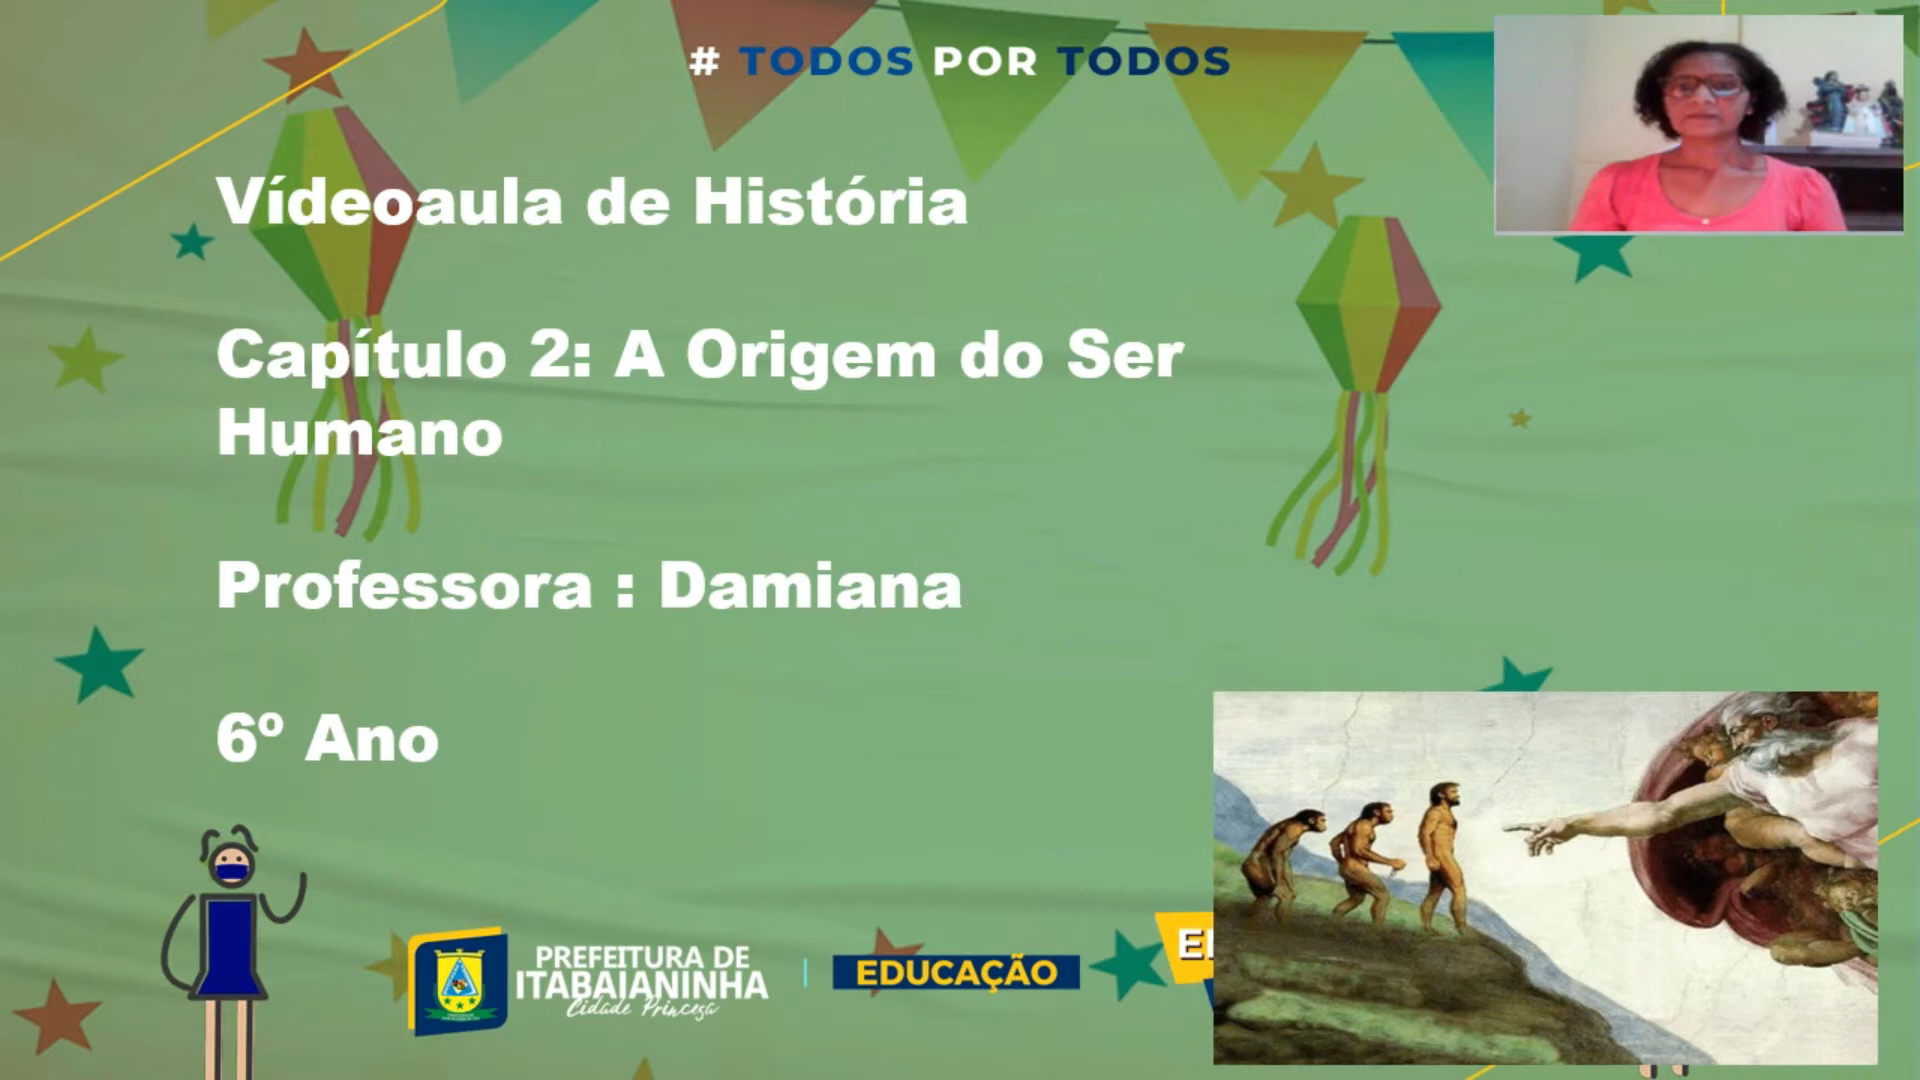 # TODOS POR TODOS
Vídeoaula de História
Capítulo 2: A Origem do Ser
Humano
Professora : Damiana
6º Ano
PREFEITURA DE
ITABAIANINHA
Cidade Princesa
EDUCAÇÃO